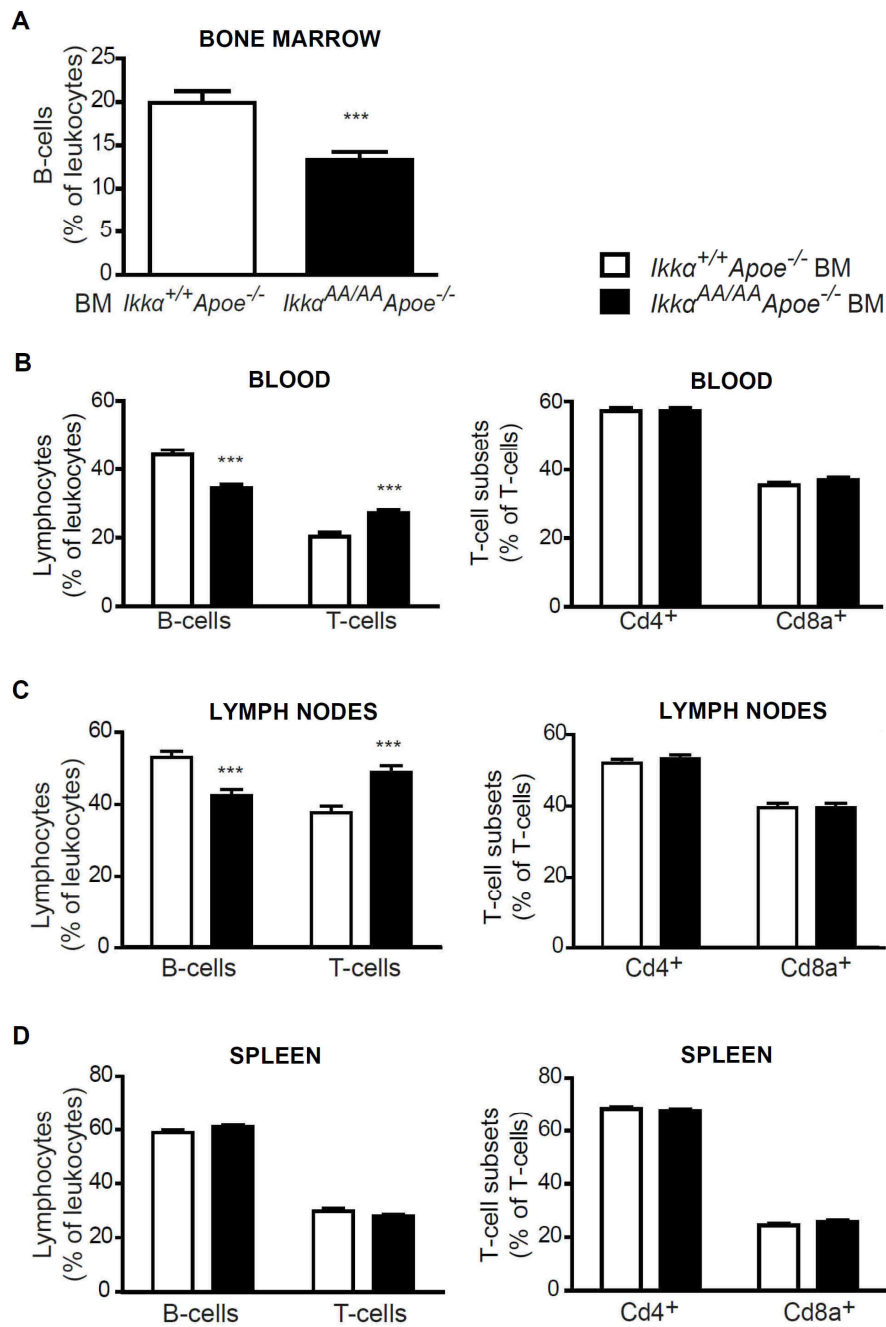 A
BONE MARROW
B-cells
(% of leukocytes)
25
20
15
10
5
0
***
BM Ikkα+/+Apoe-/- IkkαAA/AAApoe-/-
Ikkα+/+Apoe-/- BM
IkkαAA/AAApoe-/- BM
B
BLOOD
Lymphocytes
(% of leukocytes)
60
40
20
0
***
***
B-cells T-cells
BLOOD
T-cell subsets
(% of T-cells)
60
40
20
0
Cd4+ Cd8a+
C
LYMPH NODES
Lymphocytes
(% of leukocytes)
60
40
20
0
***
***
B-cells T-cells
LYMPH NODES
T-cell subsets
(% of T-cells)
60
40
20
0
Cd4+ Cd8a+
D
SPLEEN
Lymphocytes
(% of leukocytes)
80
60
40
20
0
B-cells T-cells
SPLEEN
T-cell subsets
(% of T-cells)
80
60
40
20
0
Cd4+ Cd8a+